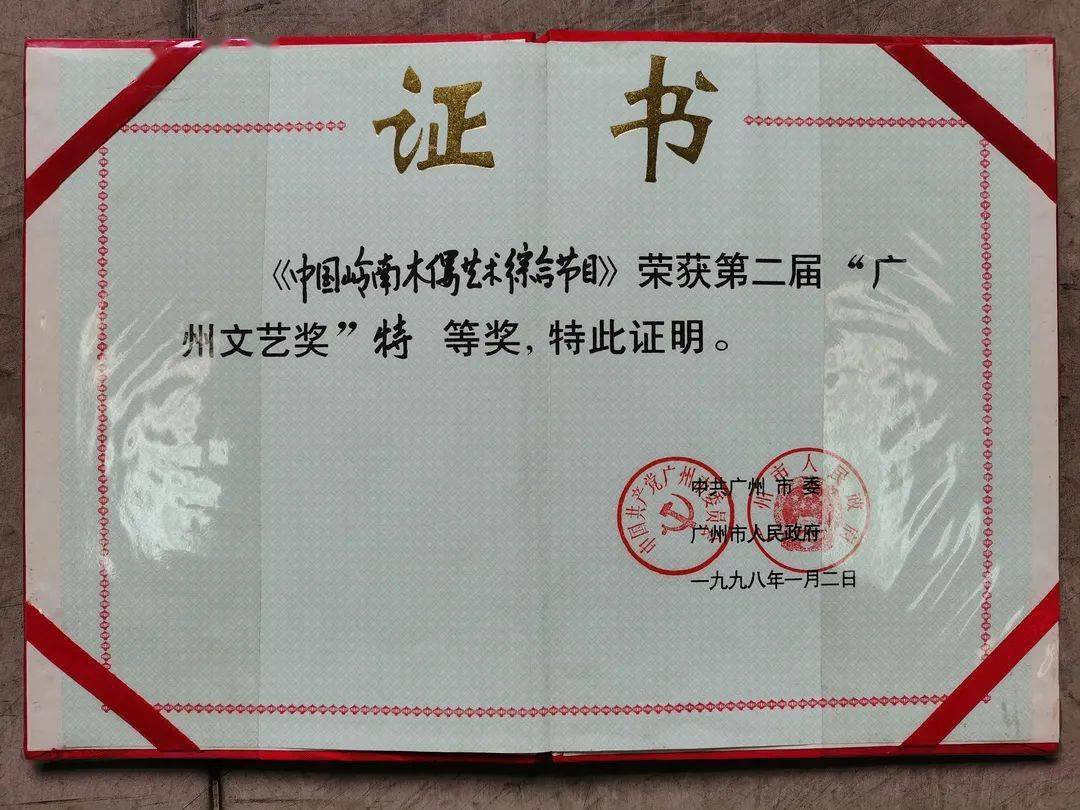 证书
《中国岭南木偶艺术综合节目》荣获第二届“广
州文艺奖”特 等奖，特此证明。
中共广州市委
广州市人民政府
一九九八年一月二日